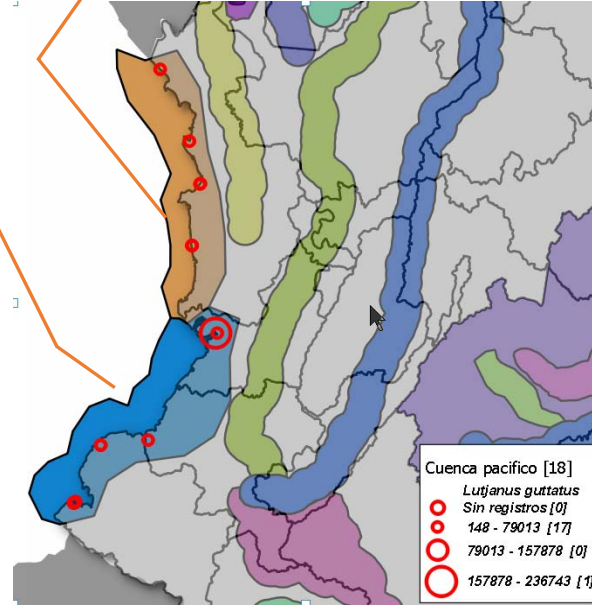 Cuenca pacifico [18]
Lutjanus guttatus
Sin registros [0]
148 - 79013 [17]
79013 - 157878 [0]
157878 - 236743 [1]